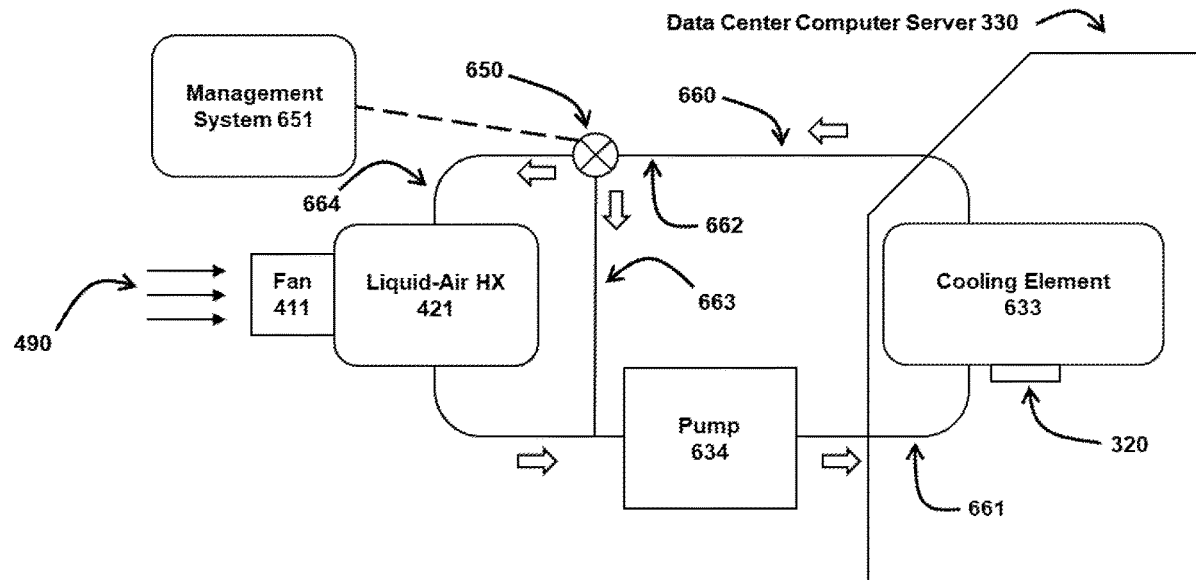 Data Center Computer Server 330
Management
System 651
650
660
664
662
Fan
411
Liquid-Air HX
421
663
Cooling Element
633
490
Pump
634
320
661